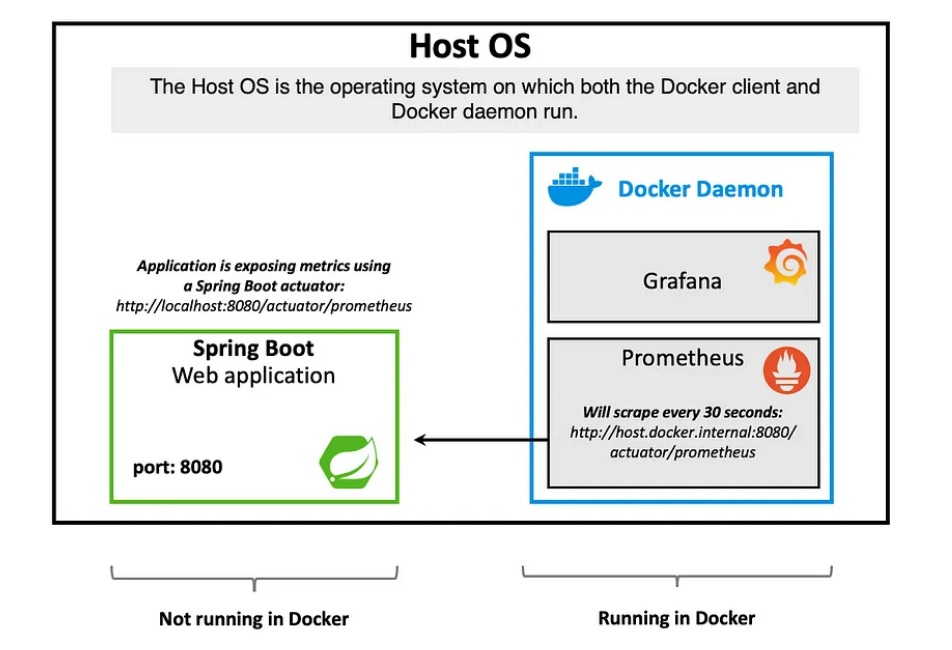 Host OS
The Host OS is the operating system on which both the Docker client and
Docker daemon run.
Docker Daemon
Grafana
Application is exposing metrics using
a Spring Boot actuator:
http://localhost:8080/actuator/prometheus
Spring Boot
Web application
port: 8080
Prometheus
Will scrape every 30 seconds:
http://host.docker.internal:8080/
actuator/prometheus
Not running in Docker
Running in Docker